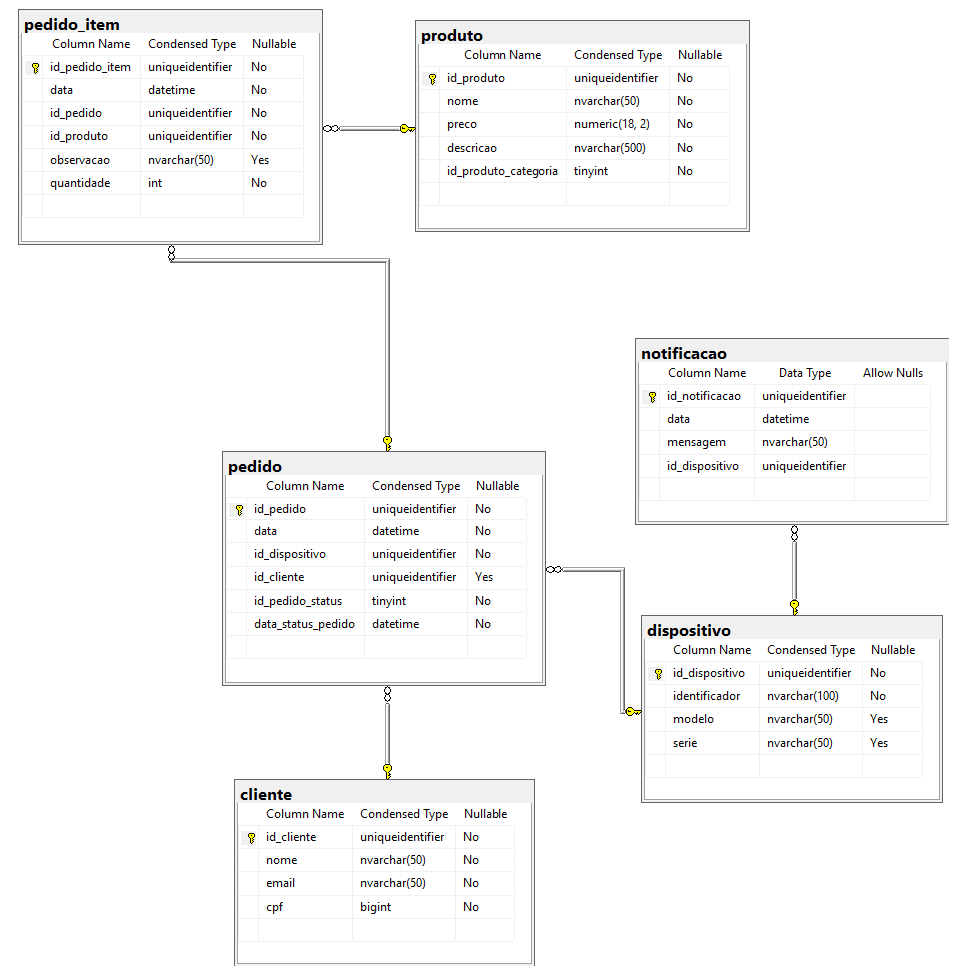 pedido_item
Column Name Condensed Type Nullable
id_pedido_item uniqueidentifier No
data datetime No
id_pedido uniqueidentifier No
id_produto uniqueidentifier No
observacao nvarchar(50) Yes
quantidade int No
produto
Column Name Condensed Type Nullable
id_produto uniqueidentifier No
nome nvarchar(50) No
preco numeric(18, 2) No
descricao nvarchar(500) No
id_produto_categoria tinyint No
notificacao
Column Name Data Type Allow Nulls
id_notificacao uniqueidentifier
data datetime
mensagem nvarchar(50)
id_dispositivo uniqueidentifier
pedido
Column Name Condensed Type Nullable
id_pedido uniqueidentifier No
data datetime No
id_dispositivo uniqueidentifier No
id_cliente uniqueidentifier Yes
id_pedido_status tinyint No
data_status_pedido datetime No
dispositivo
Column Name Condensed Type Nullable
id_dispositivo uniqueidentifier No
identificador nvarchar(100) No
modelo nvarchar(50) Yes
serie nvarchar(50) Yes
cliente
Column Name Condensed Type Nullable
id_cliente uniqueidentifier No
nome nvarchar(50) No
email nvarchar(50) No
cpf bigint No